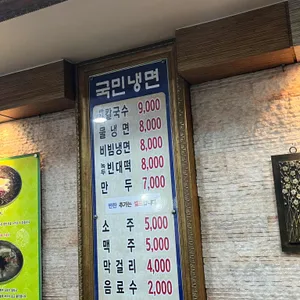 국민냉면
칼국수 9,000
물냉면 8,000
비빔냉면 8,000
빈대떡 8,000
만두 7,000
소주 5,000
맥주 5,000
막걸리 4,000
음료수 2,000